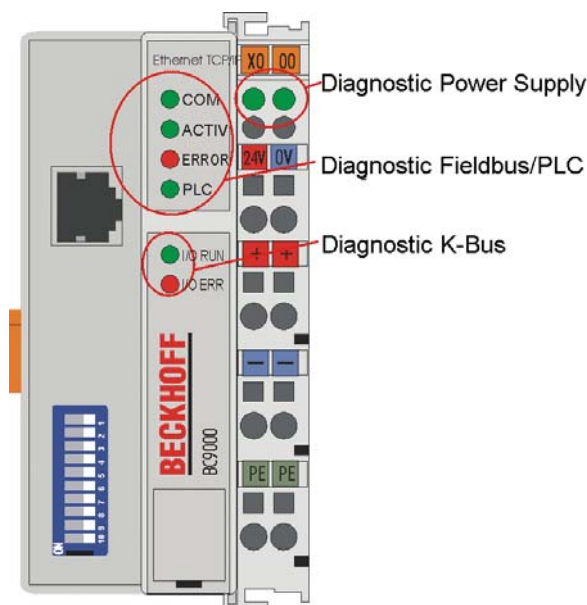 Ethernet TCP/IP
X0 00
COM
ACTIV
ERROR
PLC
Diagnostic Power Supply
24V 0V
Diagnostic Fieldbus/PLC
I/O RUN
I/O ERR
Diagnostic K-Bus
+ +
BECKHOFF
BC9000
— —
PE PE
1
2
3
4
5
6
7
8
9
10
ON